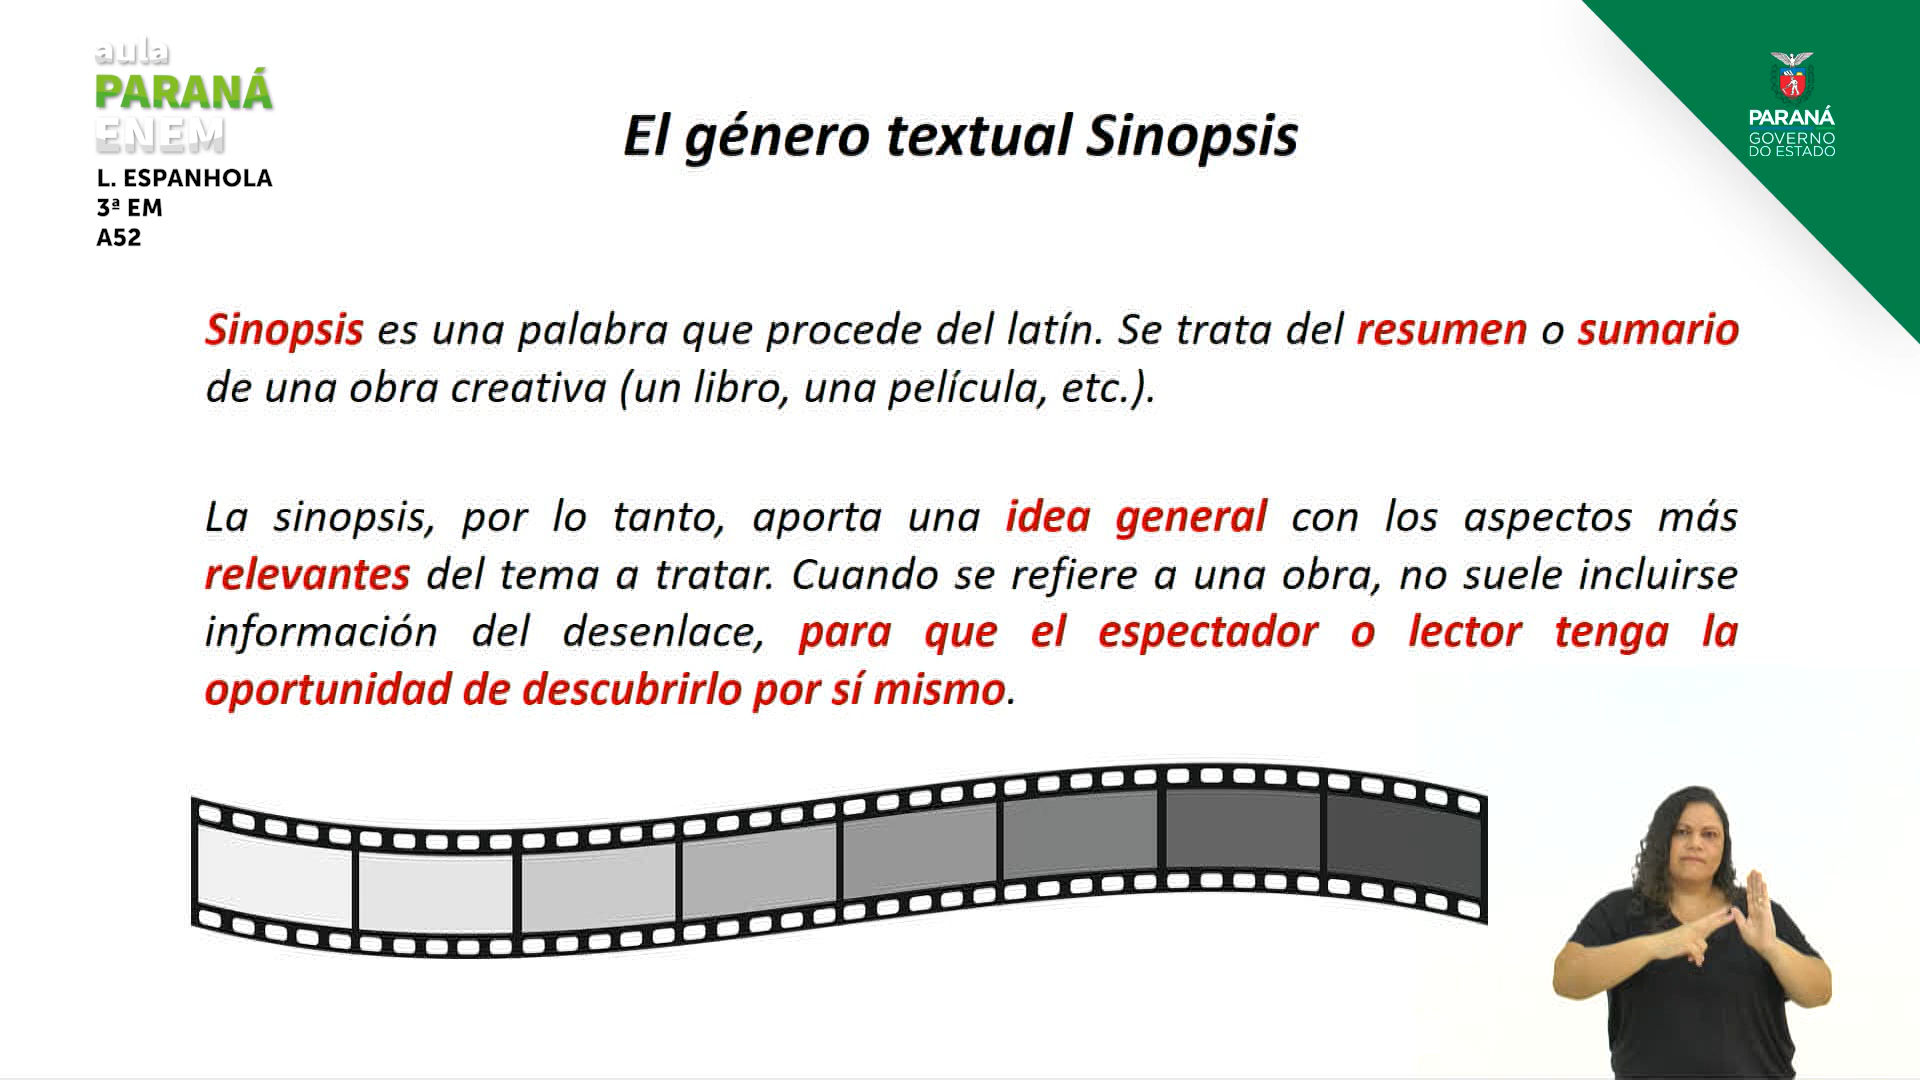 aula
PARANÁ
ENEM
L. ESPANHOLA
3ª EM
A52
El género textual Sinopsis
PARANÁ
GOVERNO
DO ESTADO
Sinopsis es una palabra que procede del latín. Se trata del resumen o sumario
de una obra creativa (un libro, una película, etc.).
La sinopsis, por lo tanto, aporta una idea general con los aspectos más
relevantes del tema a tratar. Cuando se refiere a una obra, no suele incluirse
información del desenlace, para que el espectador o lector tenga la
oportunidad de descubrirlo por sí mismo.